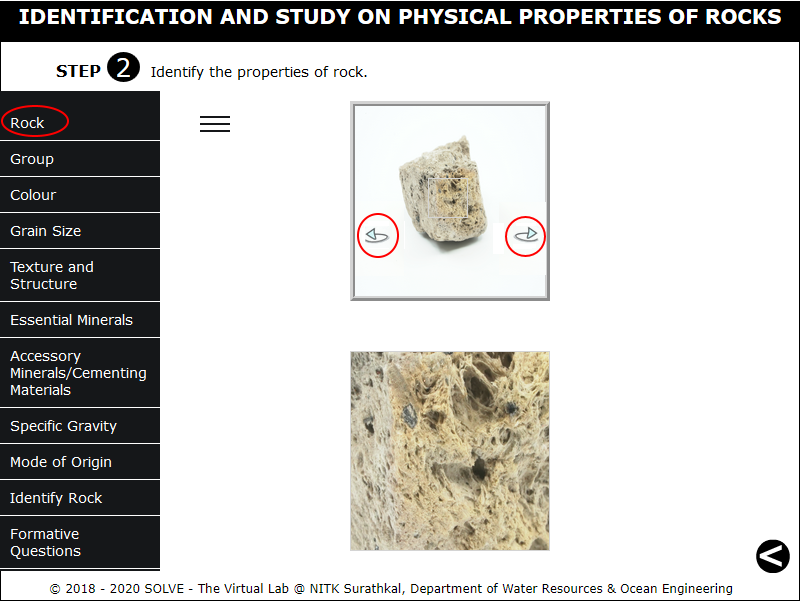 IDENTIFICATION AND STUDY ON PHYSICAL PROPERTIES OF ROCKS
STEP 2 Identify the properties of rock.
Rock
Group
Colour
Grain Size
Texture and
Structure
Essential Minerals
Accessory
Minerals/Cementing
Materials
Specific Gravity
Mode of Origin
Identify Rock
Formative
Questions
© 2018 - 2020 SOLVE - The Virtual Lab @ NITK Surathkal, Department of Water Resources & Ocean Engineering